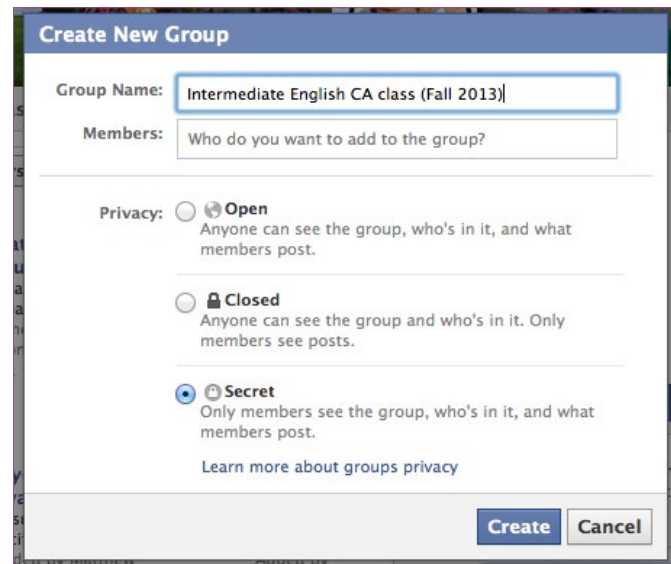 Create New Group
Group Name: Intermediate English CA class (Fall 2013)
Members: Who do you want to add to the group?
Privacy: Open
Anyone can see the group, who's in it, and what
members post.
Closed
Anyone can see the group and who's in it. Only
members see posts.
Secret
Only members see the group, who's in it, and what
members post.
Learn more about groups privacy
Create Cancel